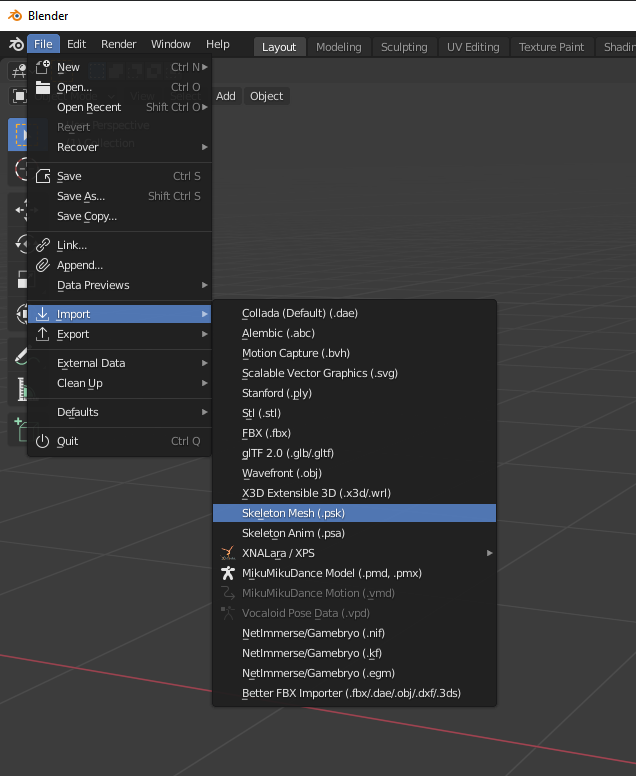 Blender
File Edit Render Window Help
Layout Modeling Sculpting UV Editing Texture Paint Shadin
New Ctrl N
Open... Ctrl O
Add Object
Open Recent Shift Ctrl O
Revert
Perspective
Recover
Save Ctrl S
Save As... Shift Ctrl S
Save Copy...
Link...
Append...
Data Previews
Import
Export
External Data
Clean Up
Defaults
Quit Ctrl Q
Collada (Default) (.dae)
Alembic (.abc)
Motion Capture (.bvh)
Scalable Vector Graphics (.svg)
Stanford (.ply)
Stl (.stl)
FBX (.fbx)
glTF 2.0 (.glb/.gltf)
Wavefront (.obj)
X3D Extensible 3D (.x3d/.wrl)
Skeleton Mesh (.psk)
Skeleton Anim (.psa)
XNALara / XPS
MikuMikuDance Model (.pmd, .pmx)
MikuMikuDance Motion (.vmd)
Vocaloid Pose Data (.vpd)
NetImmerse/Gamebryo (.nif)
NetImmerse/Gamebryo (.kf)
NetImmerse/Gamebryo (.egm)
Better FBX Importer (.fbx/.dae/.obj/.dxf/.3ds)